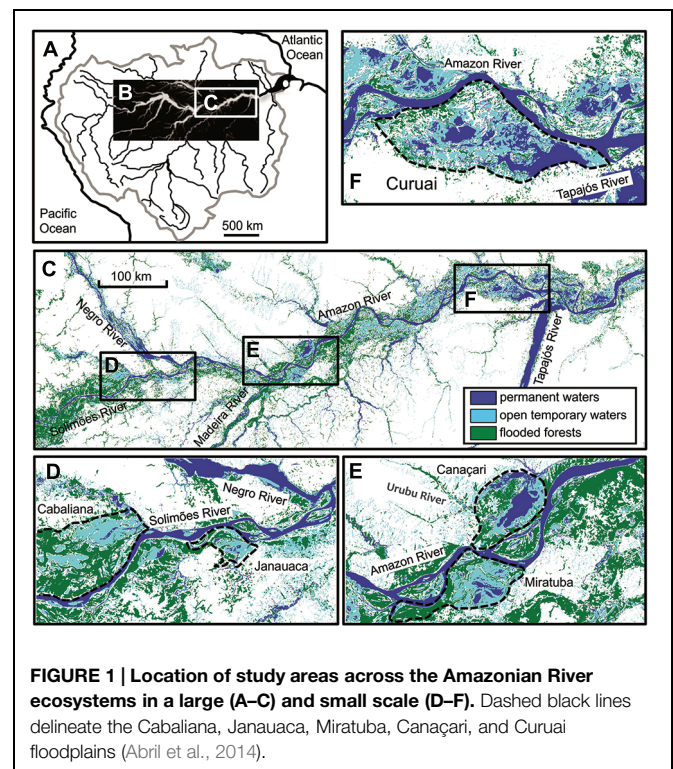 A
Atlantic
Ocean
B
C
Pacific
Ocean
500 km
Amazon River
F
Curuai
Tapajós River
C
100 km
Negro River
Amazon River
F
D
E
Solimões River
Madeira River
Tapajós River
permanent waters
open temporary waters
flooded forests
D
Negro River
Cabaliana
Solimões River
Janauaca
E
Canaçari
Urubu River
Amazon River
Miratuba
FIGURE 1 | Location of study areas across the Amazonian River
ecosystems in a large (A–C) and small scale (D–F). Dashed black lines
delineate the Cabaliana, Janauaca, Miratuba, Canaçari, and Curuai
floodplains (Abril et al., 2014).